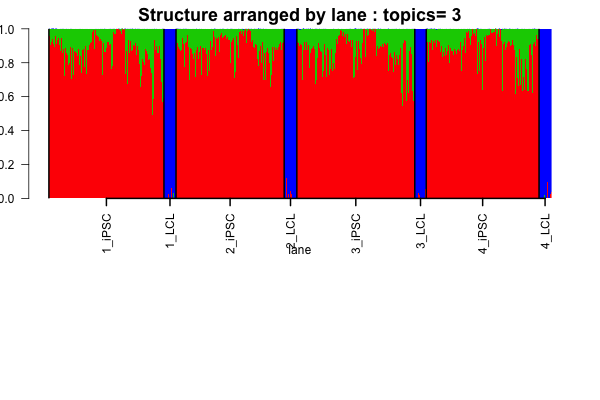 Structure arranged by lane : topics= 3
1.0
0.8
0.6
0.4
0.2
0.0
1_iPSC
1_LCL
2_iPSC
2_LCL
3_iPSC
3_LCL
4_iPSC
4_LCL
lane